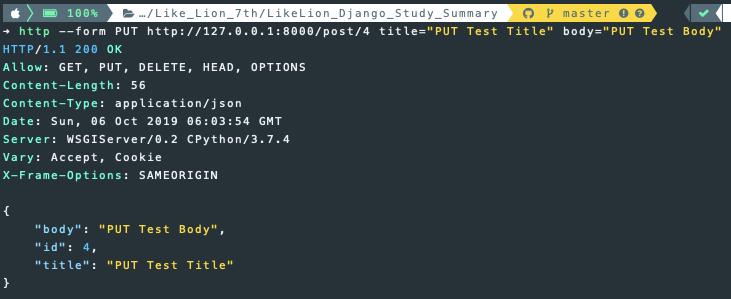 100% …/Like_Lion_7th/LikeLion_Django_Study_Summary master
→ http --form PUT http://127.0.0.1:8000/post/4 title="PUT Test Title" body="PUT Test Body"
HTTP/1.1 200 OK
Allow: GET, PUT, DELETE, HEAD, OPTIONS
Content-Length: 56
Content-Type: application/json
Date: Sun, 06 Oct 2019 06:03:54 GMT
Server: WSGIServer/0.2 CPython/3.7.4
Vary: Accept, Cookie
X-Frame-Options: SAMEORIGIN
{
    "body": "PUT Test Body",
    "id": 4,
    "title": "PUT Test Title"
}